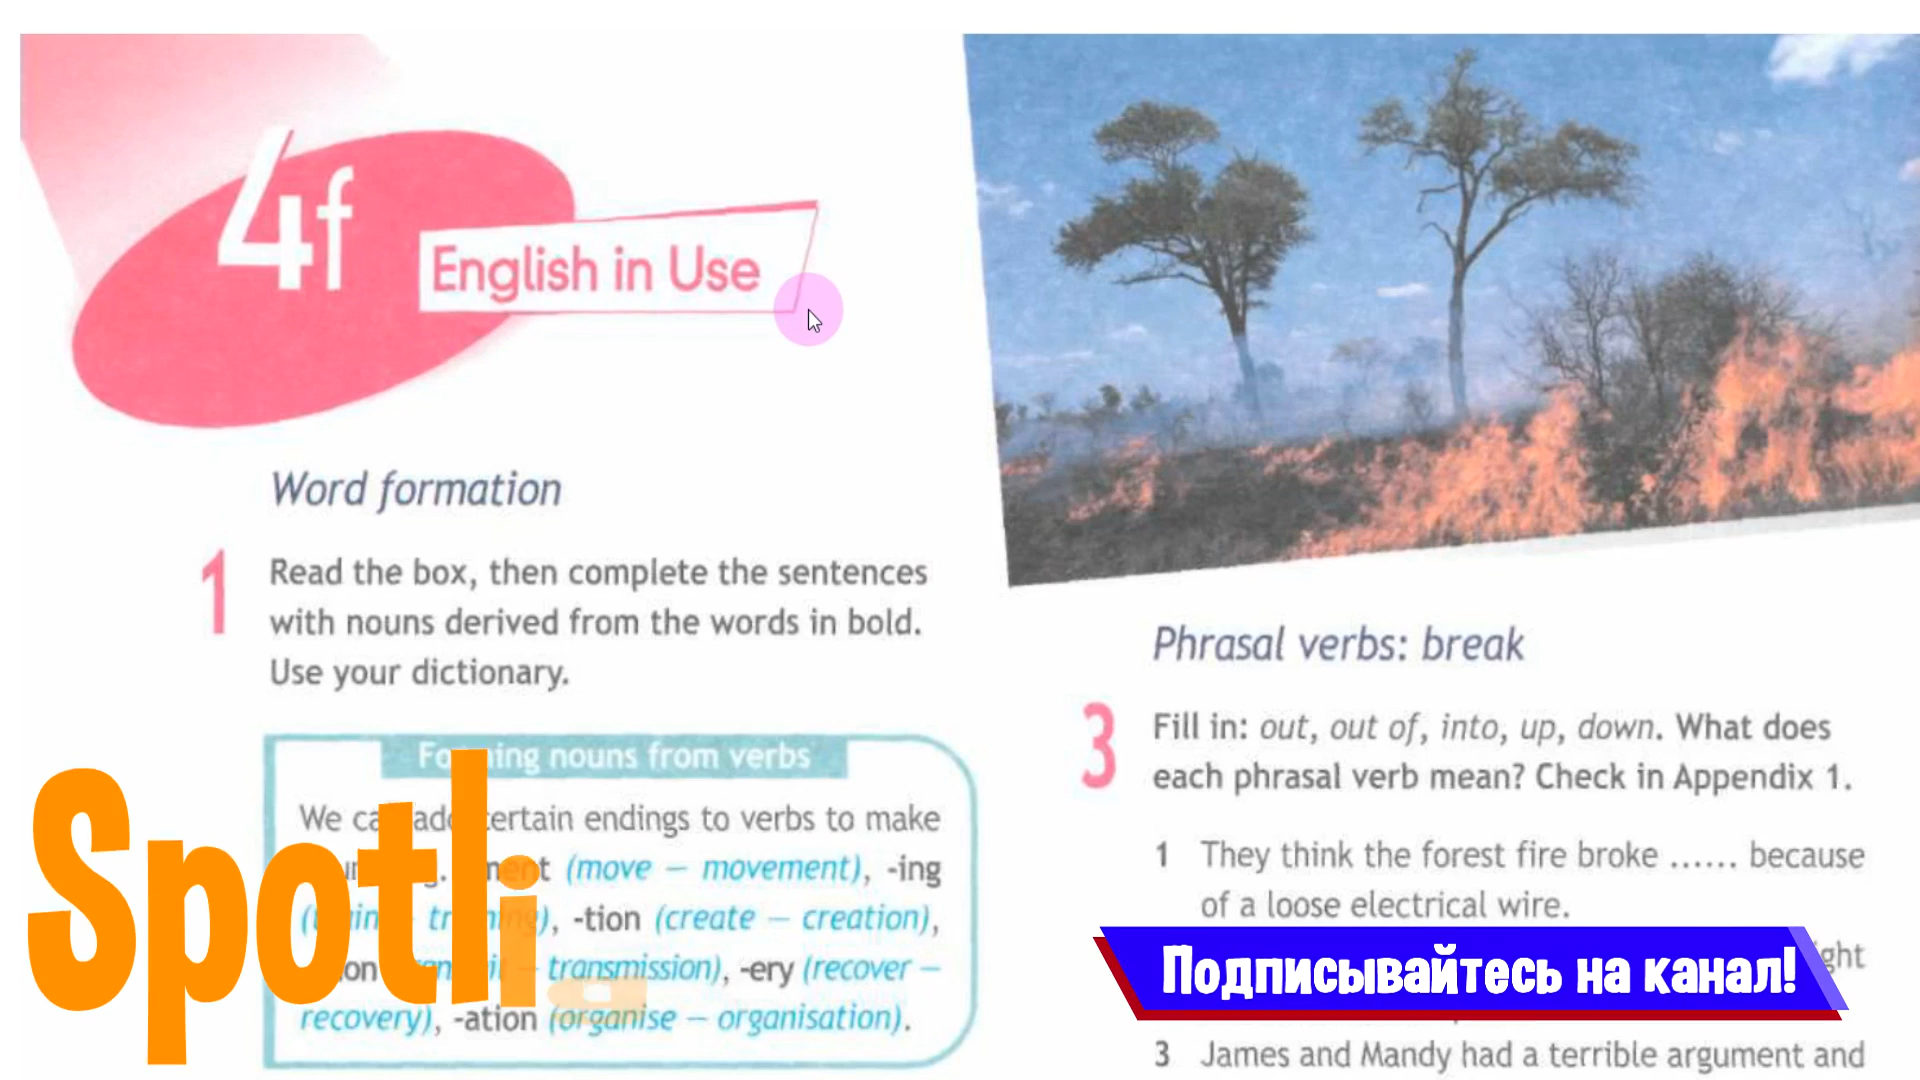 4f
English in Use
Word formation
1 Read the box, then complete the sentences
with nouns derived from the words in bold.
Use your dictionary.
nouns from verbs
We endings to verbs to make
(move – movement), -ing
-tion (create – creation),
transmission), -ery (recover –
recovery), -ation (organise – organisation).
Spotli
Phrasal verbs: break
3 Fill in: out, out of, into, up, down. What does
each phrasal verb mean? Check in Appendix 1.
1 They think the forest fire broke ...... because
of a loose electrical wire.
Подписывайтесь на канал!
3 James and Mandy had a terrible argument and